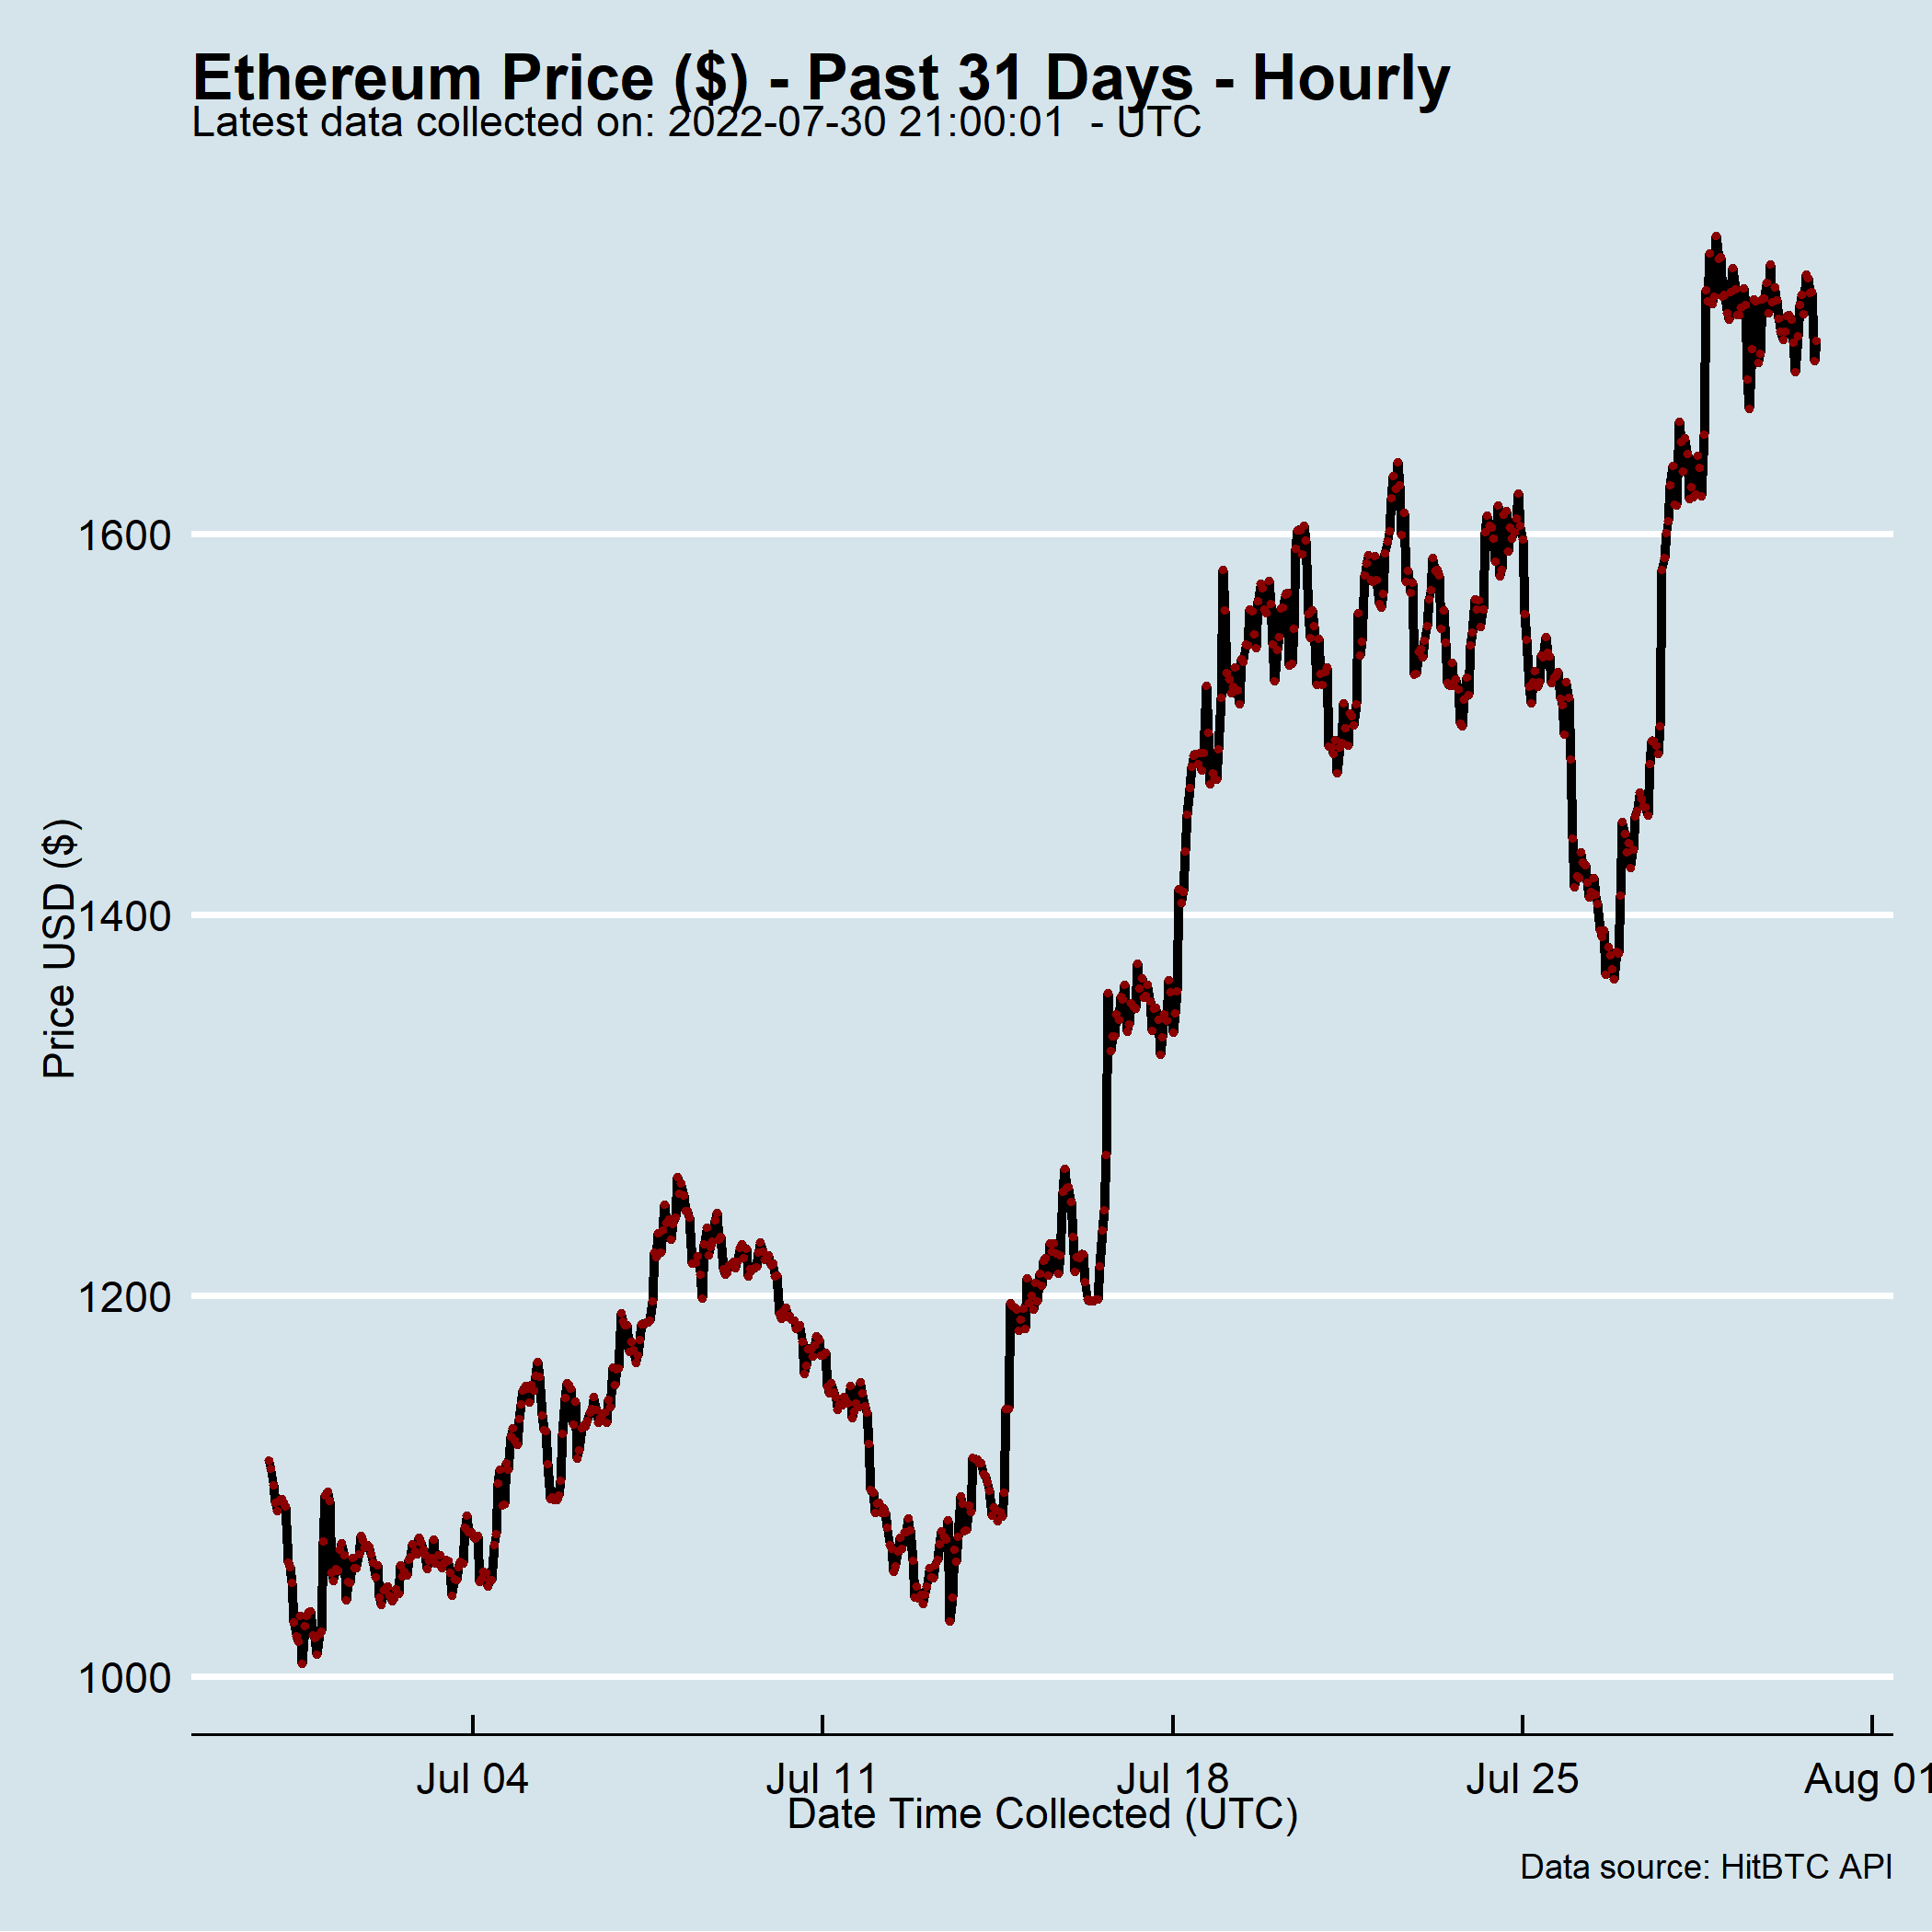 Ethereum Price ($) - Past 31 Days - Hourly
Latest data collected on: 2022-07-30 21:00:01  - UTC
Price USD ($)
1600
1400
1200
1000
Jul 04
Jul 11
Jul 18
Jul 25
Aug 01
Date Time Collected (UTC)
Data source: HitBTC API